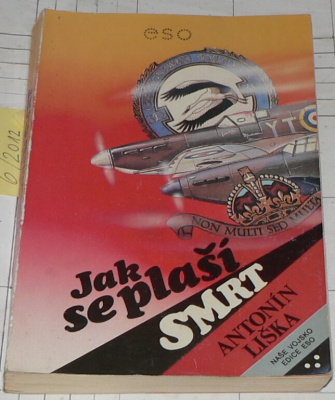 eso
YT
NON MULTI SED MULTA
Jak
se plaší
SMRT
ANTONÍN
LIŠKA
NAŠE VOJSKO
EDICE ESO
6/2012